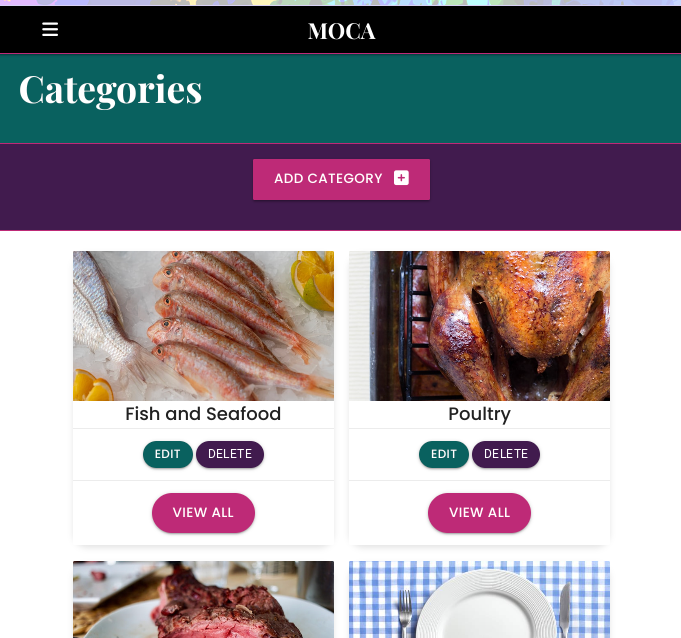 MOCA
Categories
ADD CATEGORY
Fish and Seafood
Poultry
EDIT DELETE
EDIT DELETE
VIEW ALL
VIEW ALL